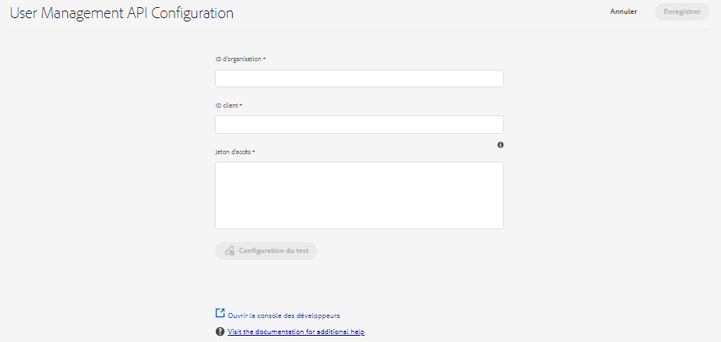 User Management API Configuration
Annuler
Enregistrer
ID d'organisation *
ID client *
Jeton d'accès *
Configuration du test
Ouvrir la console des développeurs
Visit the documentation for additional help